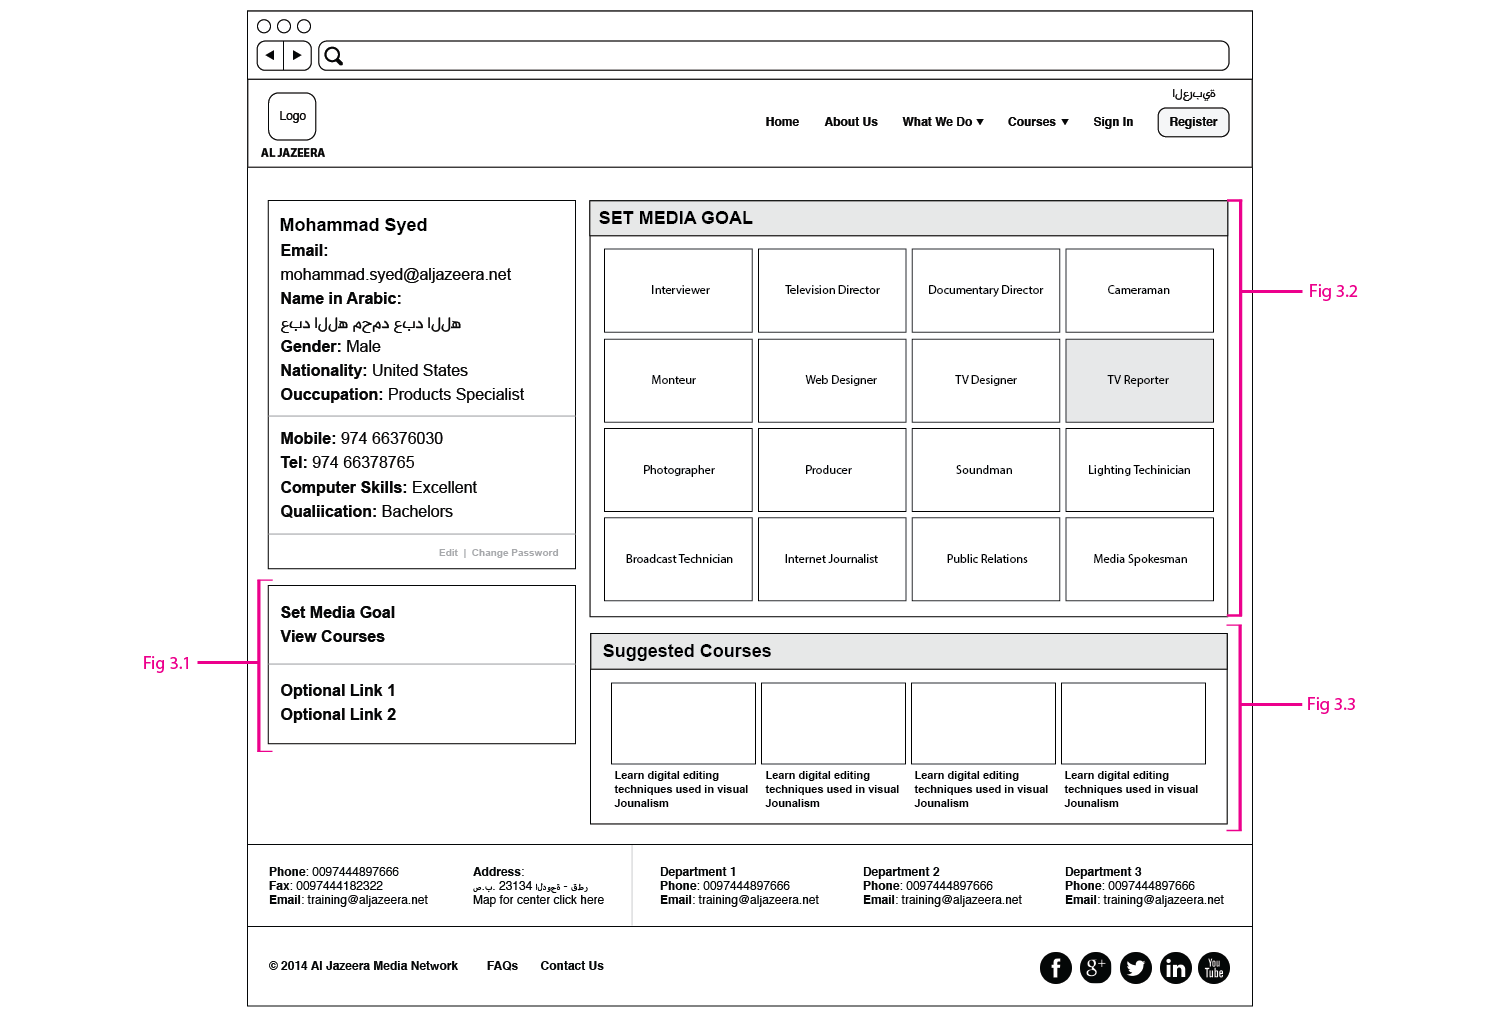 Logo
AL JAZEERA
Home About Us What We Do Courses Sign In
العربية
Register
Mohammad Syed
Email:
mohammad.syed@aljazeera.net
Name in Arabic:
عبد الله محمد عبد الله
Gender: Male
Nationality: United States
Ouccupation: Products Specialist
Mobile: 974 66376030
Tel: 974 66378765
Computer Skills: Excellent
Qualiication: Bachelors
Edit | Change Password
Fig 3.1
Set Media Goal
View Courses
Optional Link 1
Optional Link 2
SET MEDIA GOAL
Interviewer Television Director Documentary Director Cameraman
Monteur Web Designer TV Designer TV Reporter
Photographer Producer Soundman Lighting Techinician
Broadcast Technician Internet Journalist Public Relations Media Spokesman
Fig 3.2
Suggested Courses
Learn digital editing
techniques used in visual
Jounalism
Learn digital editing
techniques used in visual
Jounalism
Learn digital editing
techniques used in visual
Jounalism
Learn digital editing
techniques used in visual
Jounalism
Fig 3.3
Phone: 0097444897666
Fax: 0097444182322
Email: training@aljazeera.net
Address:
ص.ب. 23134 الدوحة - قطر
Map for center click here
Department 1
Phone: 0097444897666
Email: training@aljazeera.net
Department 2
Phone: 0097444897666
Email: training@aljazeera.net
Department 3
Phone: 0097444897666
Email: training@aljazeera.net
© 2014 Al Jazeera Media Network FAQs Contact Us
f g+ in You Tube